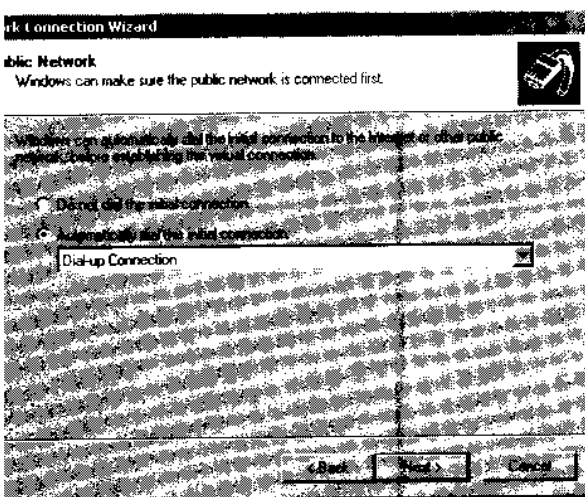 rk Connection Wizard
ublic Network
Windows can make sure the public network is connected first.
Windows can automatically dial the initial connection to the Internet or other public
network, before establishing the virtual connection.
Do not dial the initial connection.
Automatically dial this initial connection:
Dial-up Connection
< Back
Next >
Cancel